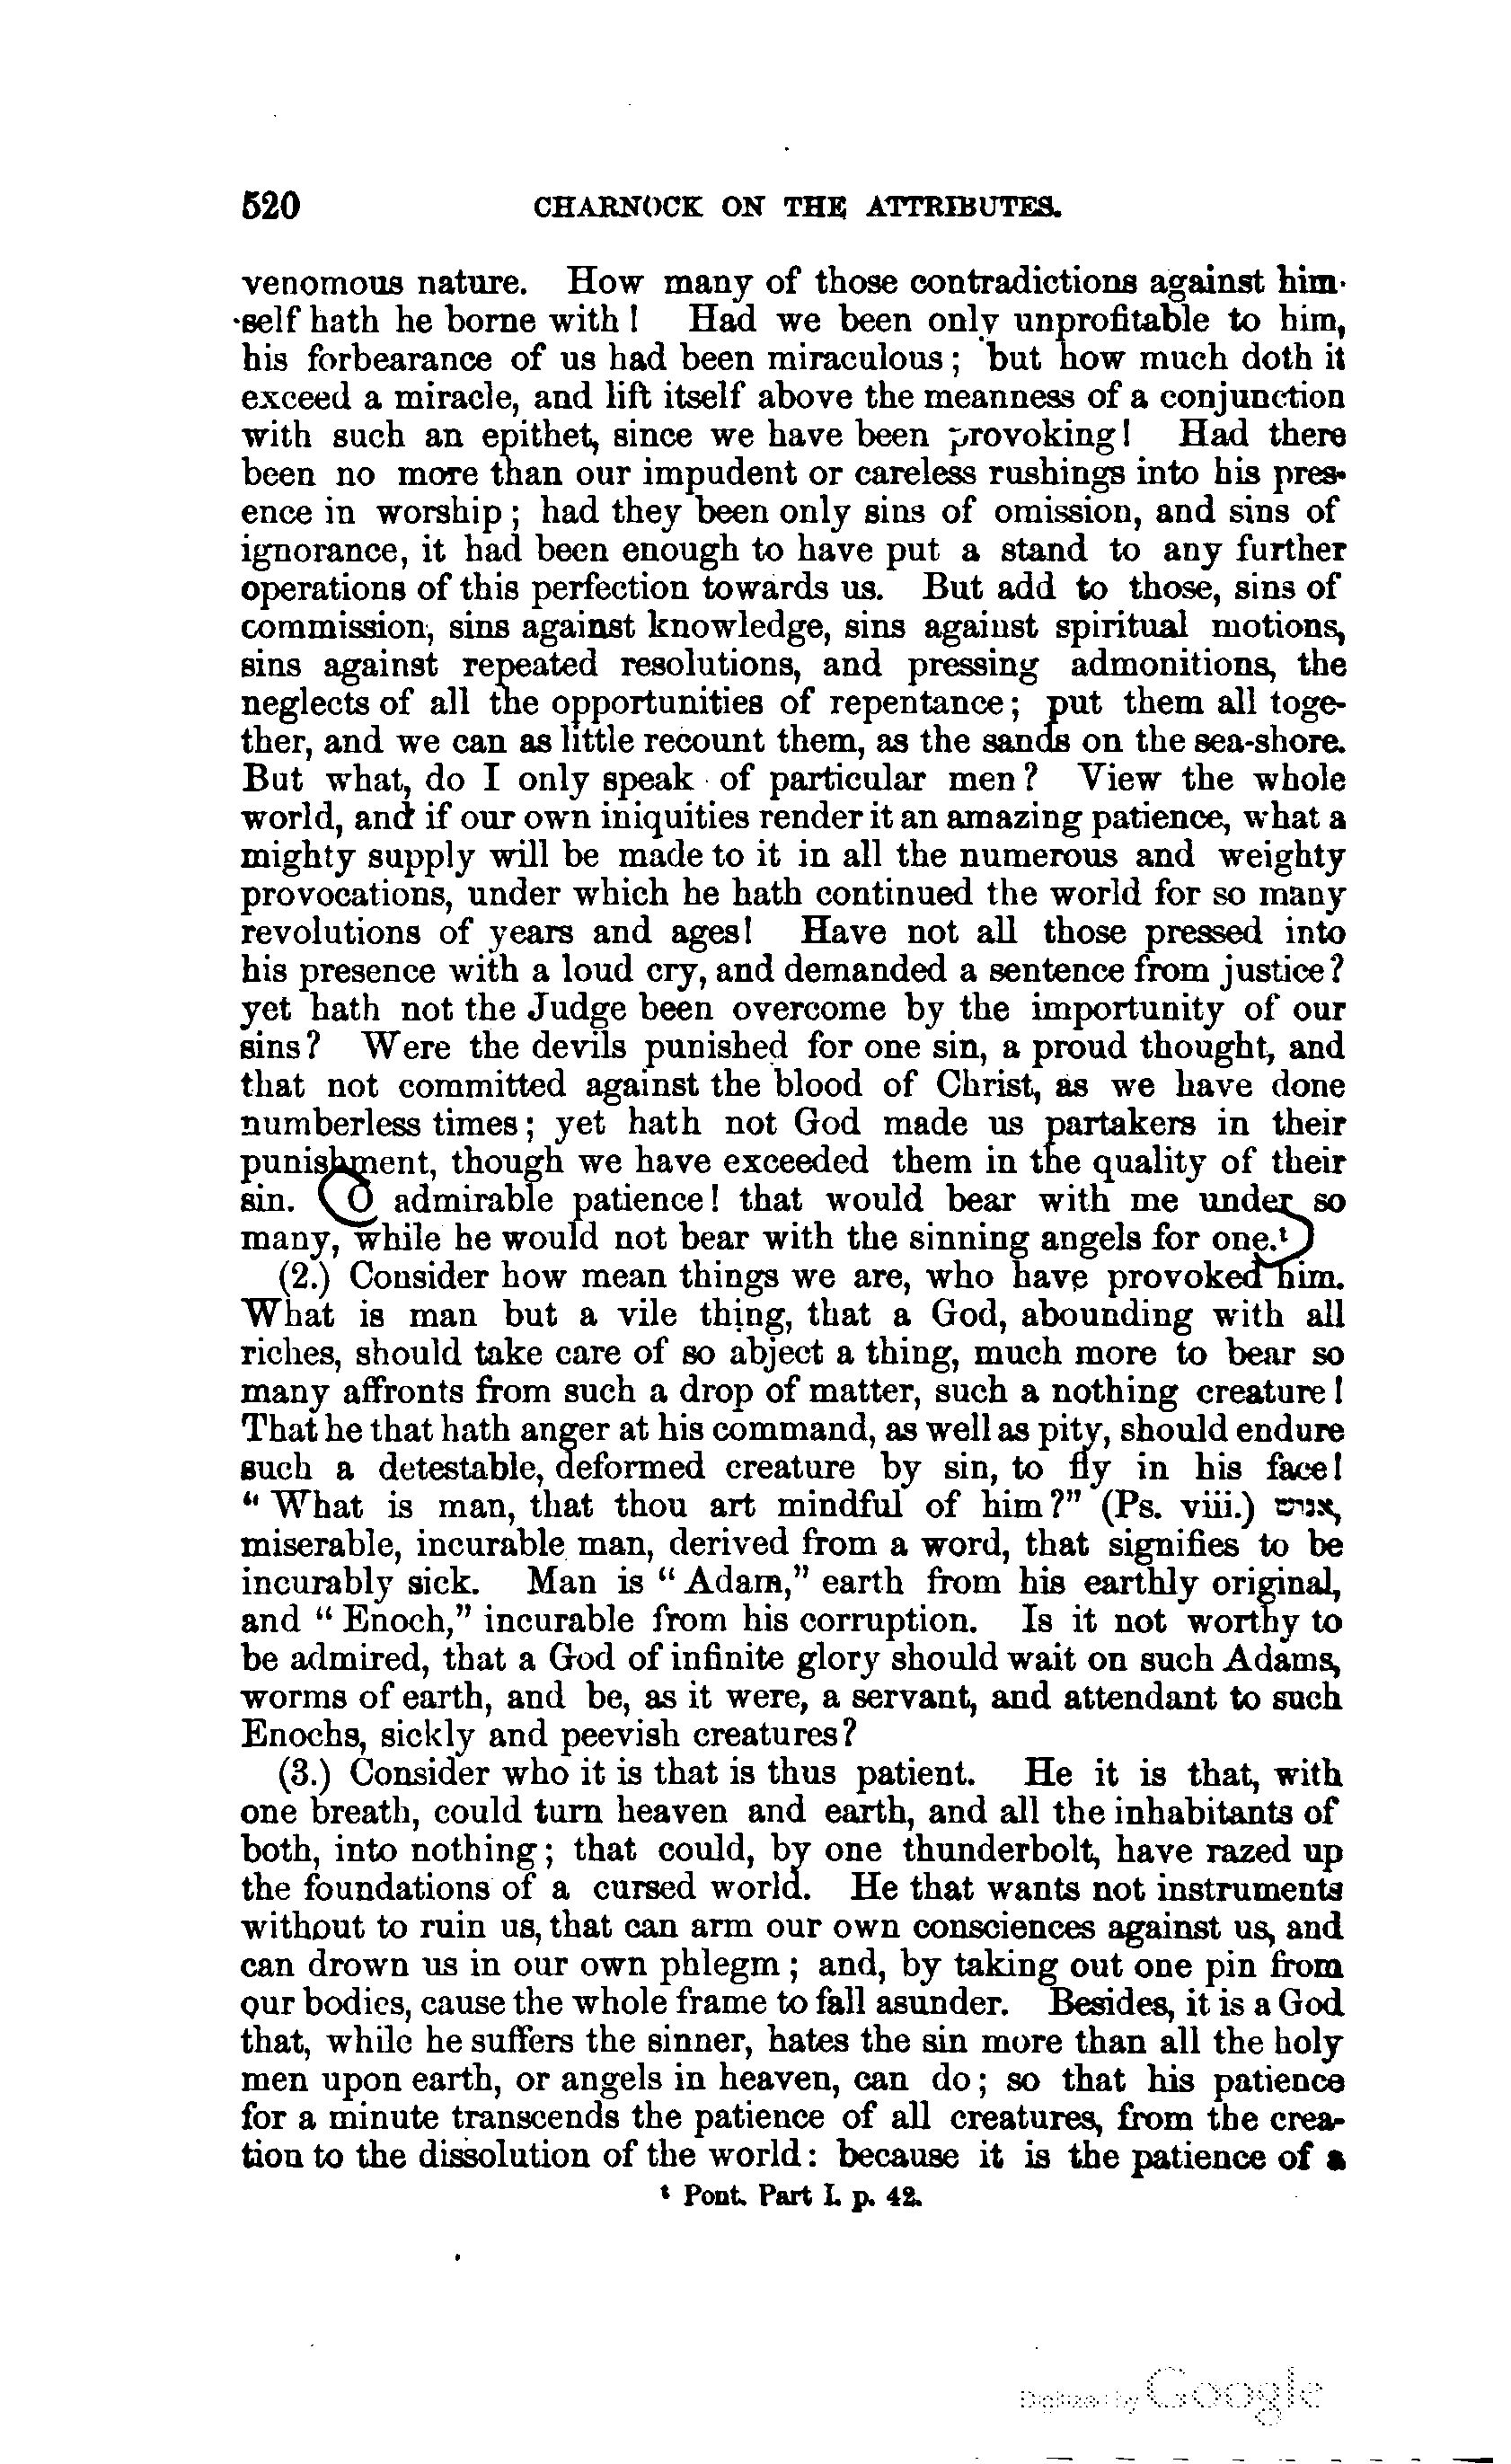 520 CHARNOCK ON THE ATTRIBUTES.
venomous nature. How many of those contradictions against him-
self hath he borne with! Had we been only unprofitable to him,
his forbearance of us had been miraculous; but how much doth it
exceed a miracle, and lift itself above the meanness of a conjunction
with such an epithet, since we have been provoking! Had there
been no more than our impudent or careless rushings into his pres-
ence in worship; had they been only sins of omission, and sins of
ignorance, it had been enough to have put a stand to any further
operations of this perfection towards us. But add to those, sins of
commission, sins against knowledge, sins against spiritual motions,
sins against repeated resolutions, and pressing admonitions, the
neglects of all the opportunities of repentance; put them all toge-
ther, and we can as little recount them, as the sands on the sea-shore.
But what, do I only speak of particular men? View the whole
world, and if our own iniquities render it an amazing patience, what a
mighty supply will be made to it in all the numerous and weighty
provocations, under which he hath continued the world for so many
revolutions of years and ages! Have not all those pressed into
his presence with a loud cry, and demanded a sentence from justice?
yet hath not the Judge been overcome by the importunity of our
sins? Were the devils punished for one sin, a proud thought, and
that not committed against the blood of Christ, as we have done
numberless times; yet hath not God made us partakers in their
punishment, though we have exceeded them in the quality of their
sin. O admirable patience! that would bear with me under so
many, while he would not bear with the sinning angels for one.ᵗ
(2.) Consider how mean things we are, who have provoked him.
What is man but a vile thing, that a God, abounding with all
riches, should take care of so abject a thing, much more to bear so
many affronts from such a drop of matter, such a nothing creature!
That he that hath anger at his command, as well as pity, should endure
such a detestable, deformed creature by sin, to fly in his face!
"What is man, that thou art mindful of him?" (Ps. viii.) אנוש,
miserable, incurable man, derived from a word, that signifies to be
incurably sick. Man is "Adam," earth from his earthly original,
and "Enoch," incurable from his corruption. Is it not worthy to
be admired, that a God of infinite glory should wait on such Adams,
worms of earth, and be, as it were, a servant, and attendant to such
Enochs, sickly and peevish creatures?
(3.) Consider who it is that is thus patient. He it is that, with
one breath, could turn heaven and earth, and all the inhabitants of
both, into nothing; that could, by one thunderbolt, have razed up
the foundations of a cursed world. He that wants not instruments
without to ruin us, that can arm our own consciences against us, and
can drown us in our own phlegm; and, by taking out one pin from
our bodies, cause the whole frame to fall asunder. Besides, it is a God
that, while he suffers the sinner, hates the sin more than all the holy
men upon earth, or angels in heaven, can do; so that his patience
for a minute transcends the patience of all creatures, from the crea-
tion to the dissolution of the world: because it is the patience of a
ᵗ Pont. Part I. p. 42.
Digitized by Google